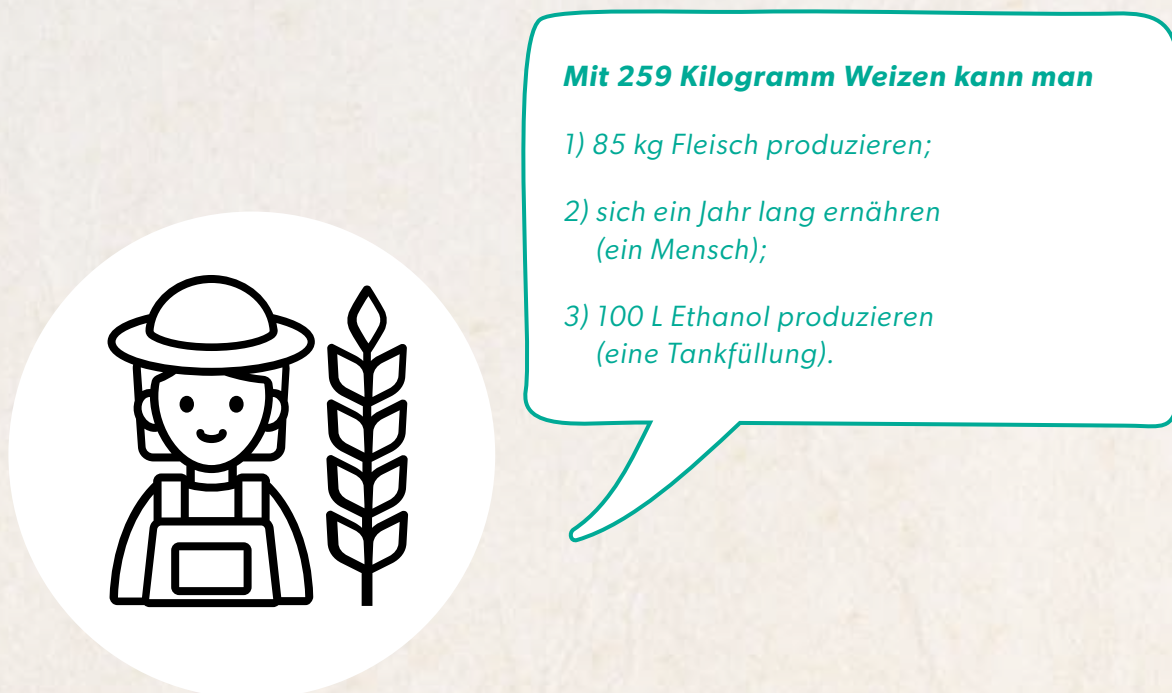 Mit 259 Kilogramm Weizen kann man
1) 85 kg Fleisch produzieren;
2) sich ein Jahr lang ernähren
(ein Mensch);
3) 100 L Ethanol produzieren
(eine Tankfüllung).